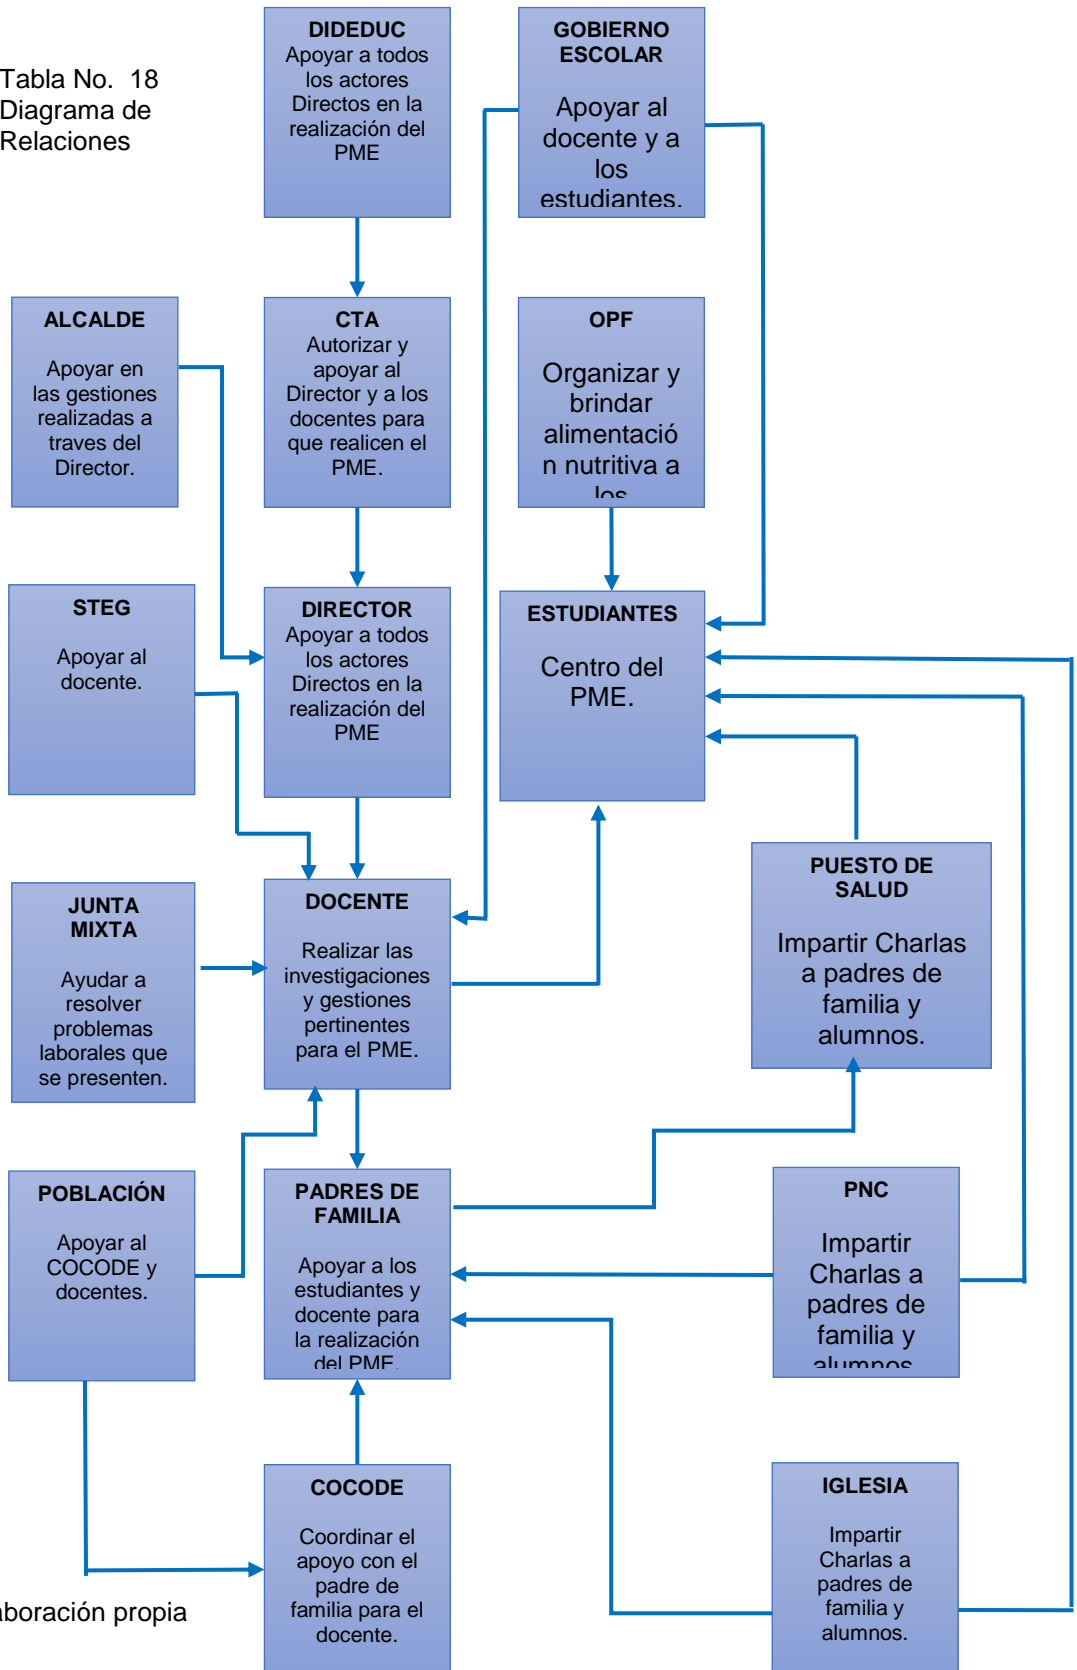 Tabla No. 18
Diagrama de
Relaciones
DIDEDUC
Apoyar a todos
los actores
Directos en la
realización del
PME
GOBIERNO
ESCOLAR
Apoyar al
docente y a
los
estudiantes.
ALCALDE
Apoyar en
las gestiones
realizadas a
traves del
Director.
CTA
Autorizar y
apoyar al
Director y a los
docentes para
que realicen el
PME.
OPF
Organizar y
brindar
alimentació
n nutritiva a
los
STEG
Apoyar al
docente.
DIRECTOR
Apoyar a todos
los actores
Directos en la
realización del
PME
ESTUDIANTES
Centro del
PME.
JUNTA
MIXTA
Ayudar a
resolver
problemas
laborales que
se presenten.
DOCENTE
Realizar las
investigaciones
y gestiones
pertinentes
para el PME.
PUESTO DE
SALUD
Impartir Charlas
a padres de
familia y
alumnos.
POBLACIÓN
Apoyar al
COCODE y
docentes.
PADRES DE
FAMILIA
Apoyar a los
estudiantes y
docente para
la realización
del PME.
PNC
Impartir
Charlas a
padres de
familia y
alumnos
COCODE
Coordinar el
apoyo con el
padre de
familia para el
docente.
IGLESIA
Impartir
Charlas a
padres de
familia y
alumnos.
aboración propia